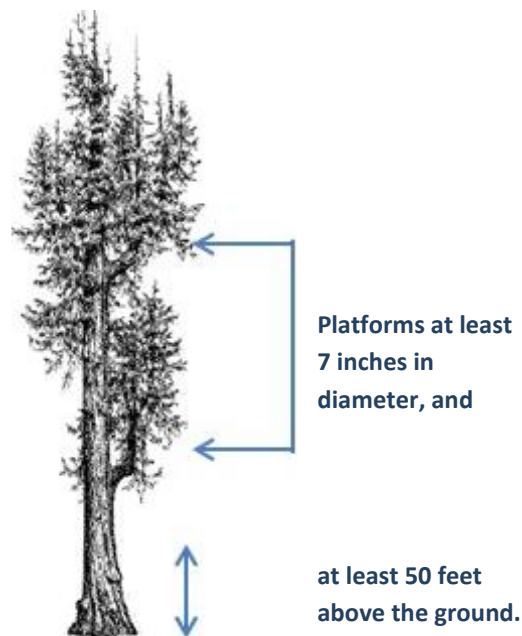 Platforms at least
7 inches in
diameter, and
at least 50 feet
above the ground.